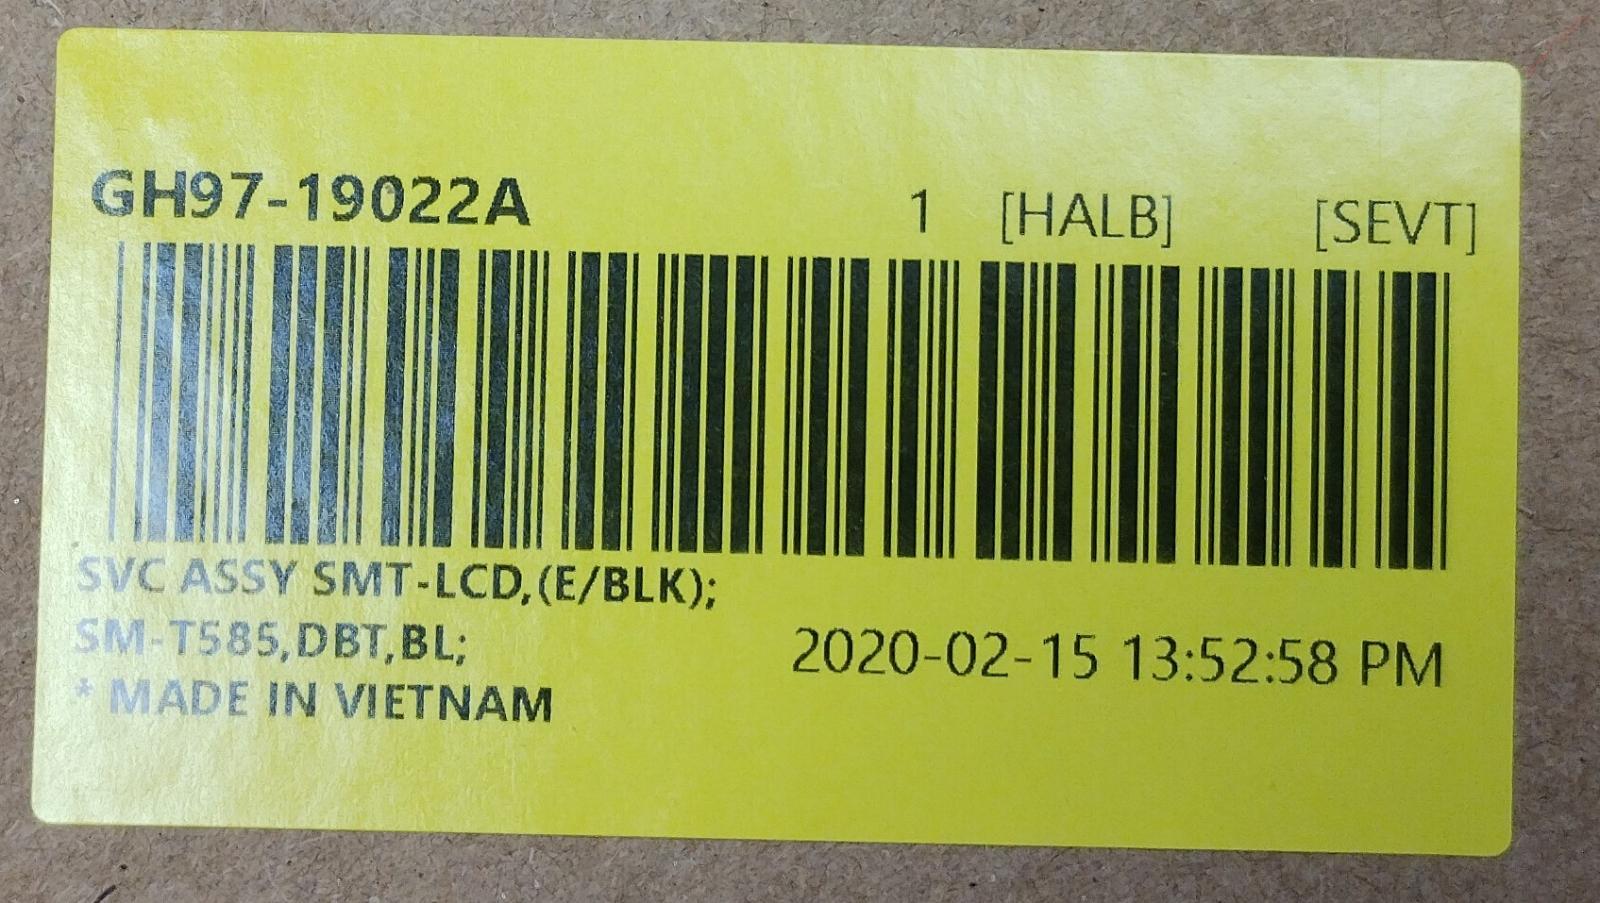 GH97-19022A 1 [HALB] [SEVT]
SVC ASSY SMT-LCD,(E/BLK);
SM-T585,DBT,BL;
2020-02-15 13:52:58 PM
* MADE IN VIETNAM